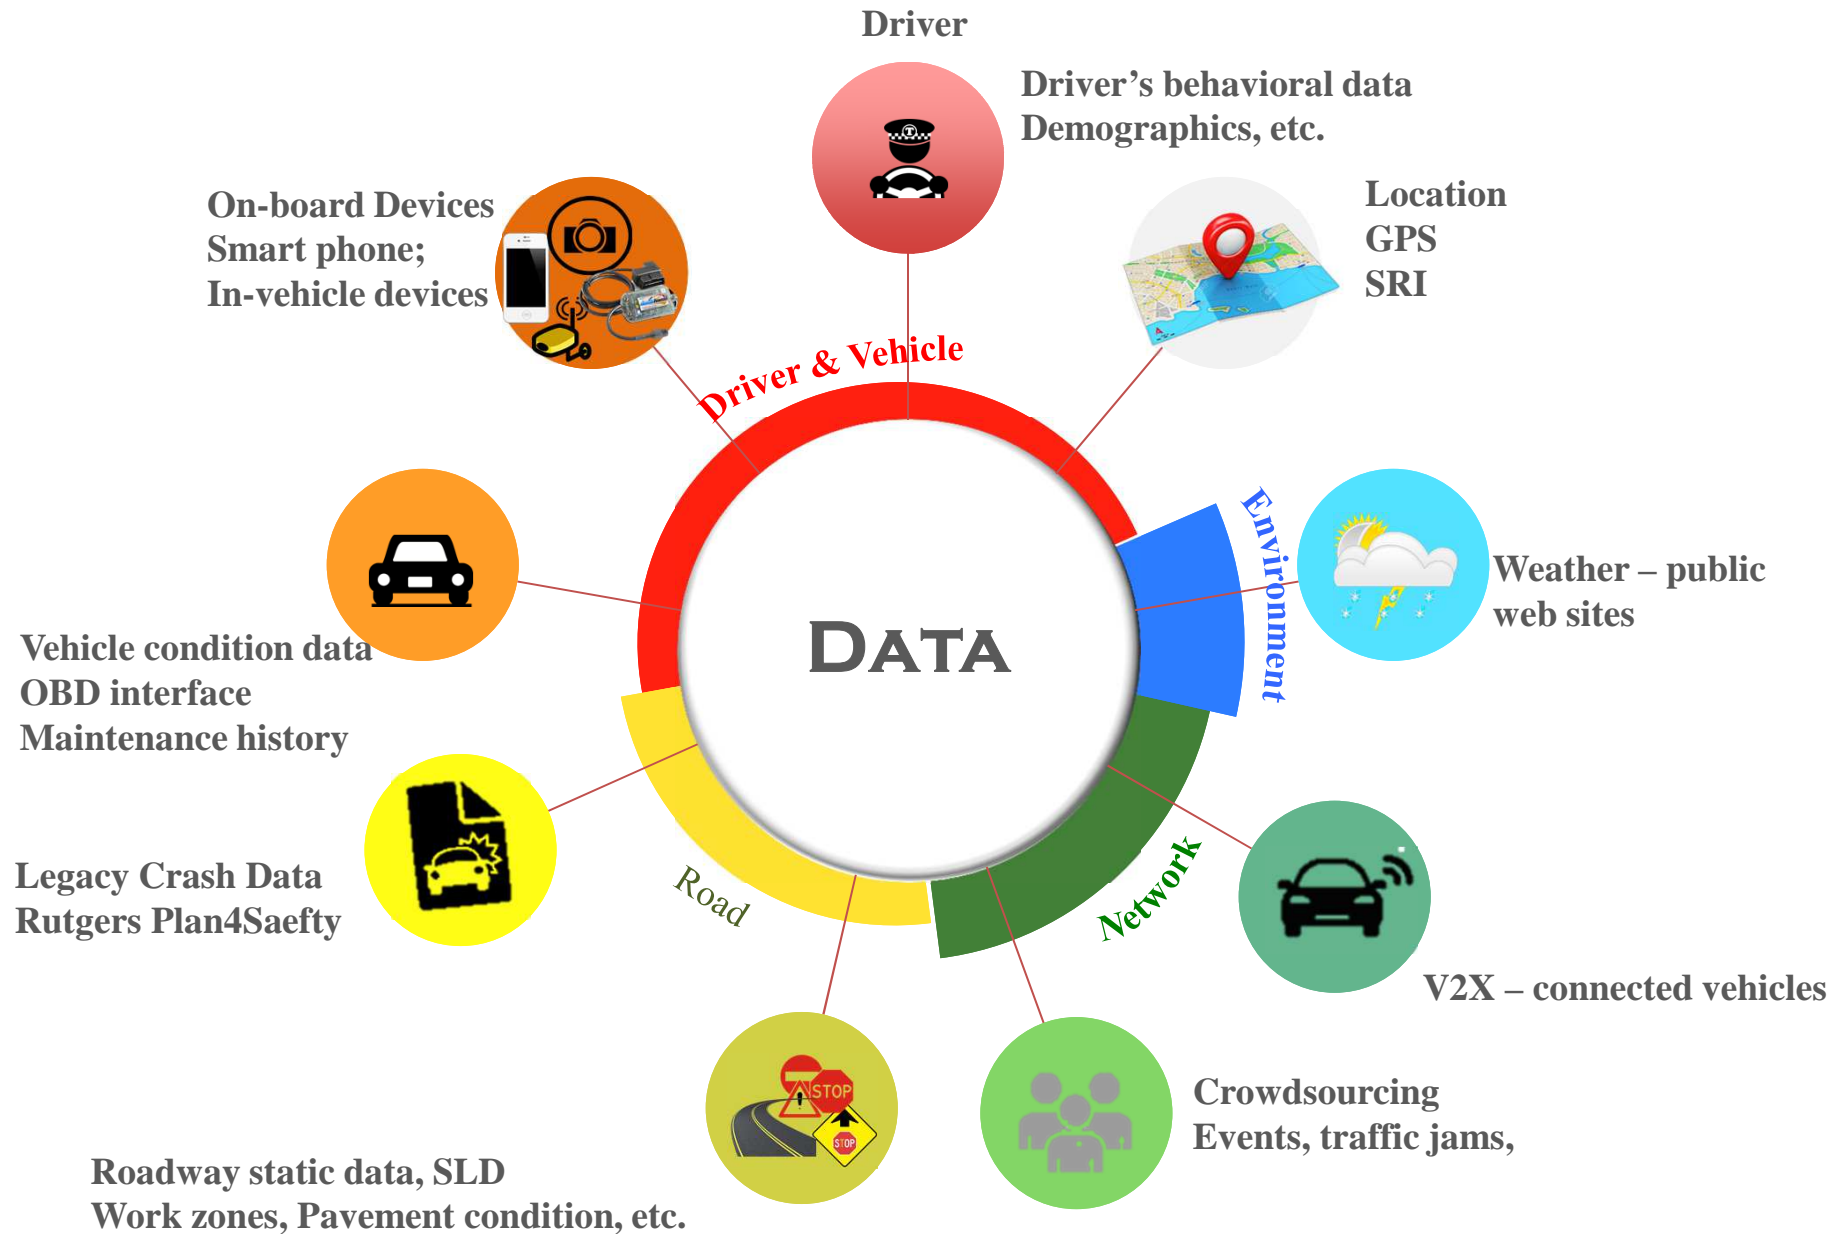 Driver
Driver’s behavioral data
Demographics, etc.
Location
GPS
SRI
On-board Devices
Smart phone;
In-vehicle devices
Driver & Vehicle
Environment
Weather – public
web sites
DATA
Vehicle condition data
OBD interface
Maintenance history
Legacy Crash Data
Rutgers Plan4Saefty
Road
Network
V2X – connected vehicles
STOP
STOP
Crowdsourcing
Events, traffic jams,
Roadway static data, SLD
Work zones, Pavement condition, etc.